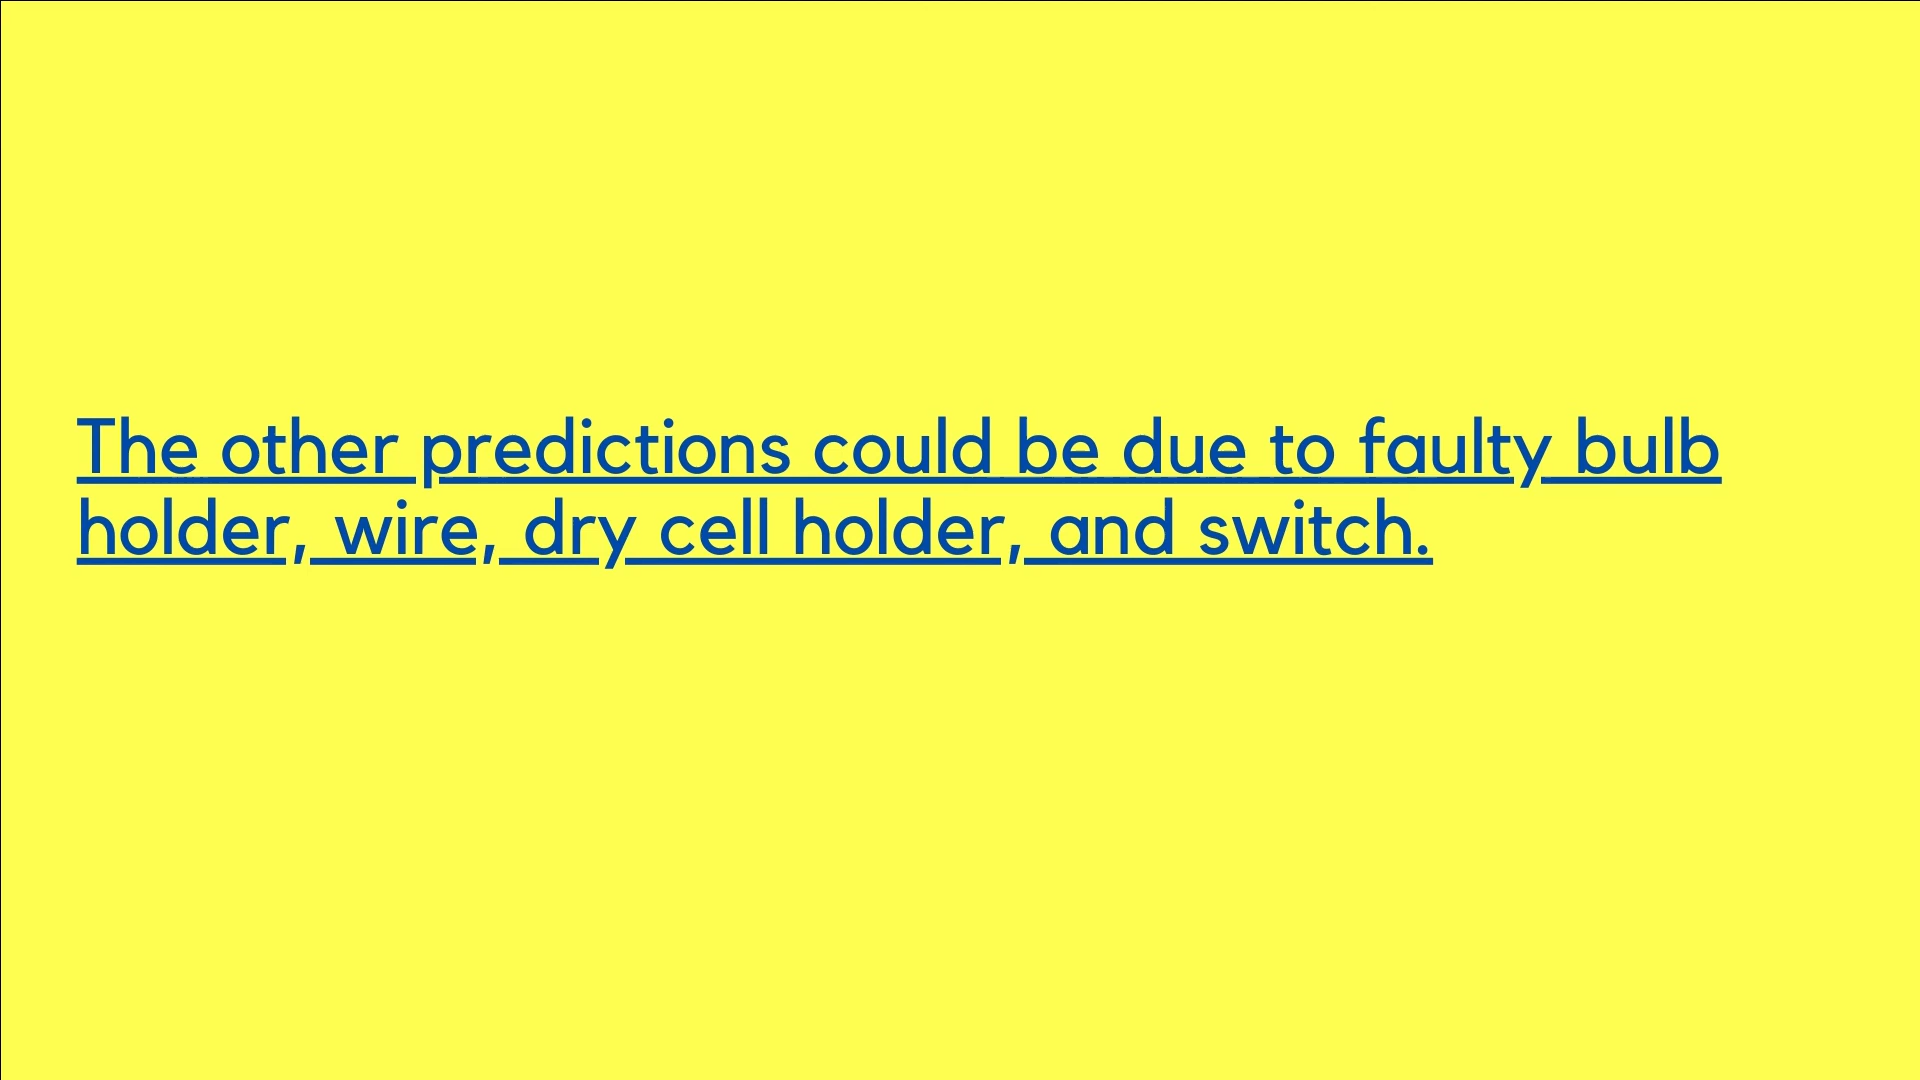 The other predictions could be due to faulty bulb
holder, wire, dry cell holder, and switch.